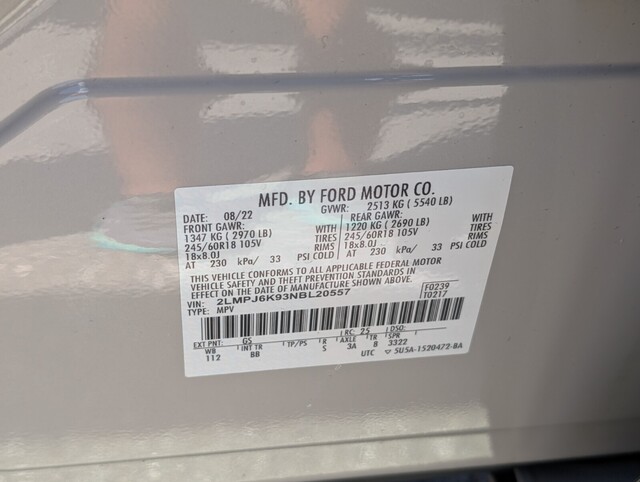 MFD. BY FORD MOTOR CO.
DATE: 08/22 GVWR: 2513 KG ( 5540 LB)
FRONT GAWR: REAR GAWR:
1347 KG ( 2970 LB) WITH 1220 KG ( 2690 LB) WITH
245/60R18 105V TIRES 245/60R18 105V TIRES
18x8.0J RIMS 18x8.0J RIMS
AT 230 kPa/ 33 PSI COLD AT 230 kPa/ 33 PSI COLD
THIS VEHICLE CONFORMS TO ALL APPLICABLE FEDERAL MOTOR
VEHICLE SAFETY AND THEFT PREVENTION STANDARDS IN
EFFECT ON THE DATE OF MANUFACTURE SHOWN ABOVE.
VIN: 2LMPJ6K93NBL20557 F0239
TYPE: MPV T0217
EXT PNT: GS RC: 25 DSO:
WB INT TR TP/PS R AXLE TR SPR
112 BB S 3A B 3322
UTC 5U5A-1520472-BA